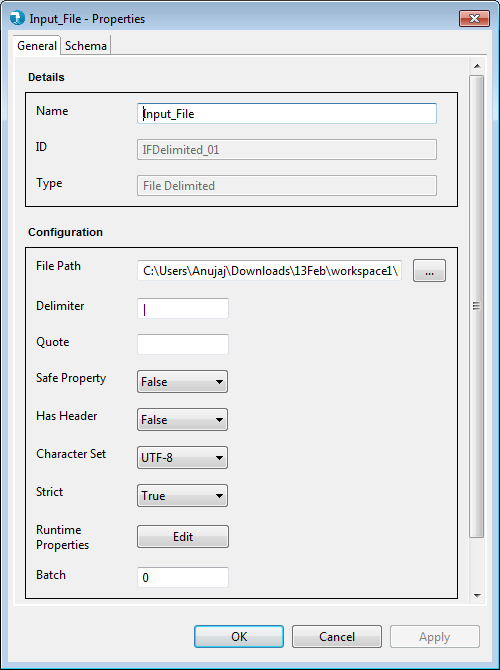 Input_File - Properties
General Schema
Details
Name Input_File
ID IFDelimited_01
Type File Delimited
Configuration
File Path C:\Users\Anujaj\Downloads\13Feb\workspace1\ ...
Delimiter |
Quote
Safe Property False
Has Header False
Character Set UTF-8
Strict True
Runtime
Properties Edit
Batch 0
OK Cancel Apply